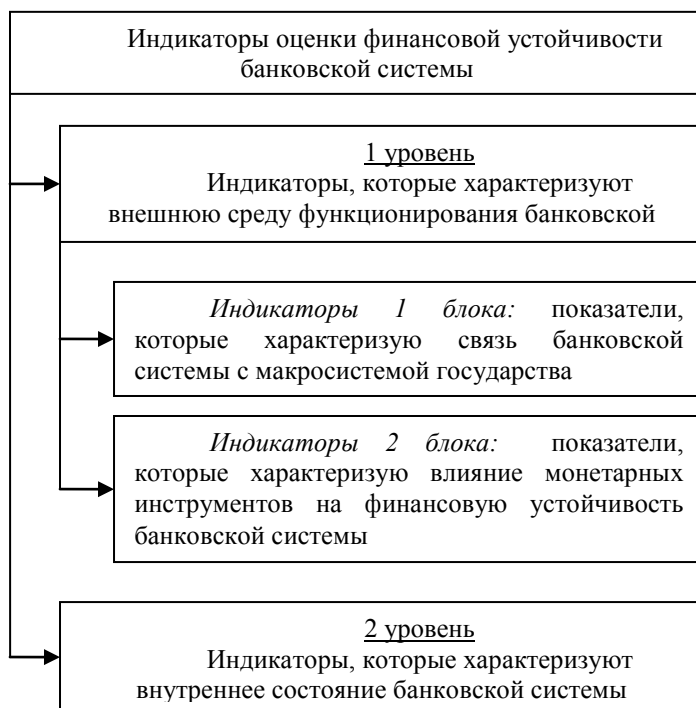 Индикаторы оценки финансовой устойчивости
банковской системы
1 уровень
Индикаторы, которые характеризуют
внешнюю среду функционирования банковской
Индикаторы 1 блока: показатели,
которые характеризую связь банковской
системы с макросистемой государства
Индикаторы 2 блока: показатели,
которые характеризую влияние монетарных
инструментов на финансовую устойчивость
банковской системы
2 уровень
Индикаторы, которые характеризуют
внутреннее состояние банковской системы